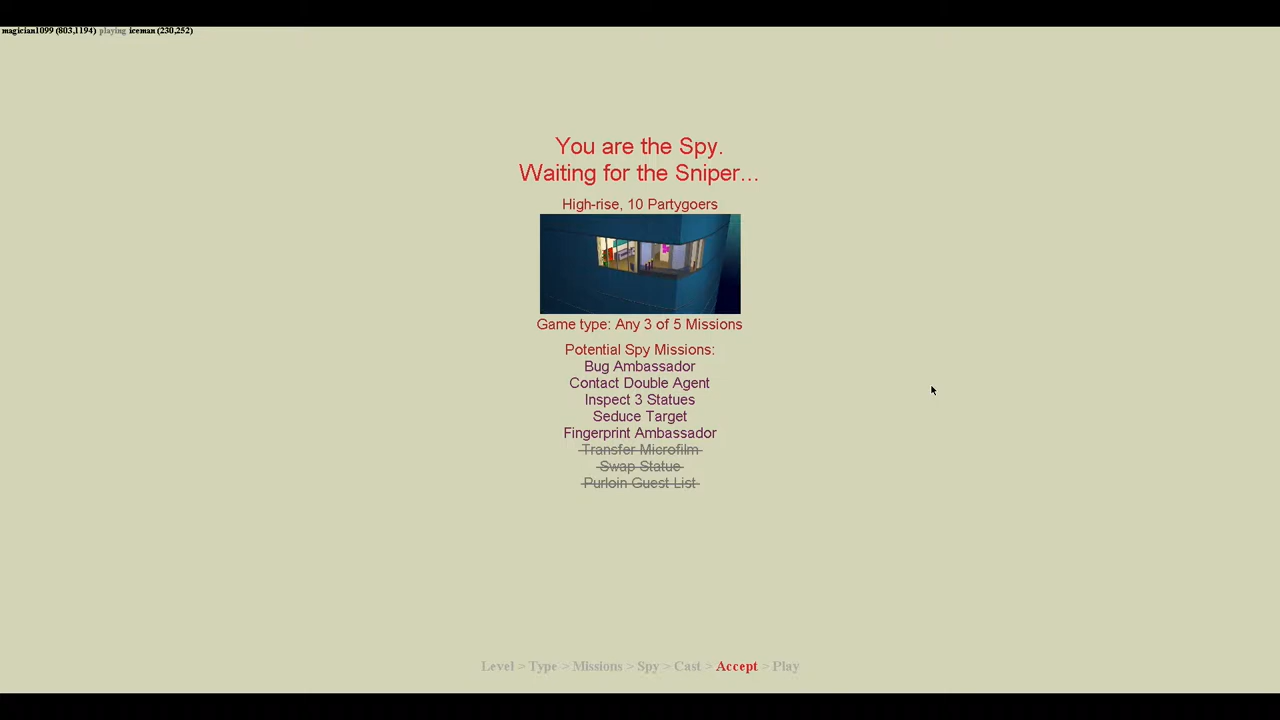 magician1099 (803,1194) playing iceman (230,252)
You are the Spy.
Waiting for the Sniper...
High-rise, 10 Partygoers
Game type: Any 3 of 5 Missions
Potential Spy Missions:
Bug Ambassador
Contact Double Agent
Inspect 3 Statues
Seduce Target
Fingerprint Ambassador
Transfer Microfilm
Swap Statue
Purloin Guest List
Level > Type > Missions > Spy > Cast > Accept > Play